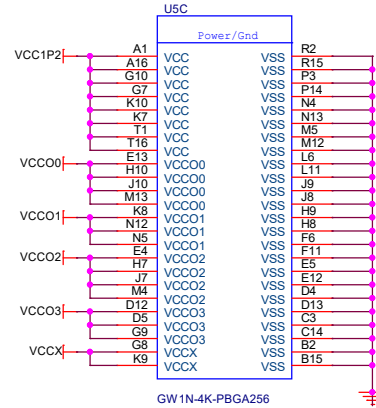 U5C
Power/Gnd
VCC1P2 A1 VCC VSS R2
A16 VCC VSS R15
G10 VCC VSS P3
G7 VCC VSS P14
K10 VCC VSS N4
K7 VCC VSS N13
T1 VCC VSS M5
T16 VCC VSS M12
VCCO0 E13 VCCO0 VSS L6
H10 VCCO0 VSS L11
J10 VCCO0 VSS J9
M13 VCCO0 VSS J8
VCCO1 K8 VCCO1 VSS H9
N12 VCCO1 VSS H8
N5 VCCO1 VSS F6
VCCO2 E4 VCCO2 VSS F11
H7 VCCO2 VSS E5
J7 VCCO2 VSS E12
M4 VCCO2 VSS D4
VCCO3 D12 VCCO3 VSS D13
D5 VCCO3 VSS C3
G9 VCCO3 VSS C14
VCCX G8 VCCX VSS B2
K9 VCCX VSS B15
GW1N-4K-PBGA256